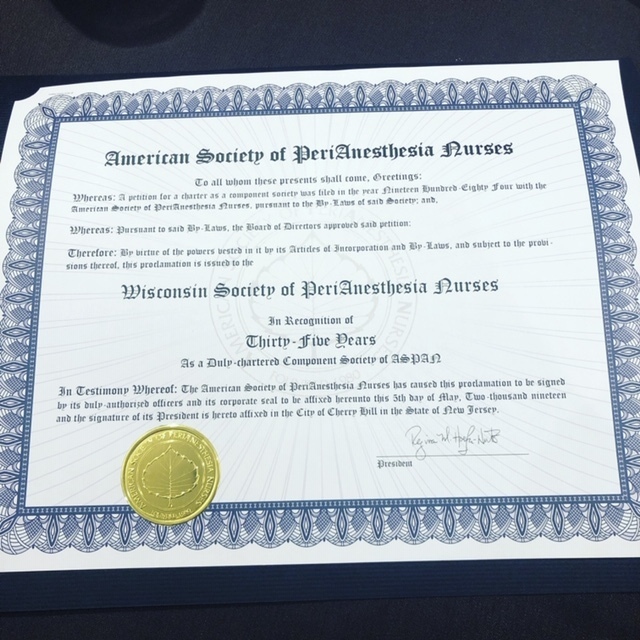 American Society of PeriAnesthesia Nurses
To all whom these presents shall come, Greetings:
Whereas: A petition for a charter as a component society was filed in the year Nineteen Hundred-Eighty Four with the
American Society of PeriAnesthesia Nurses, pursuant to the By-Laws of said Society; and,
Whereas: Pursuant to said By-Laws, the Board of Directors approved said petition:
Therefore: By virtue of the powers vested in it by its Articles of Incorporation and By-Laws, and subject to the provi-
sions thereof, this proclamation is issued to the
Wisconsin Society of PeriAnesthesia Nurses
In Recognition of
Thirty-Five Years
As a Duly-chartered Component Society of ASPAN
In Testimony Whereof: The American Society of PeriAnesthesia Nurses has caused this proclamation to be signed
by its duly-authorized officers and its corporate seal to be affixed hereunto this 5th day of May, Two-thousand nineteen
and the signature of its President is hereto affixed in the City of Cherry Hill in the State of New Jersey.
President
AMERICAN SOCIETY OF PERIANESTHESIA NURSES